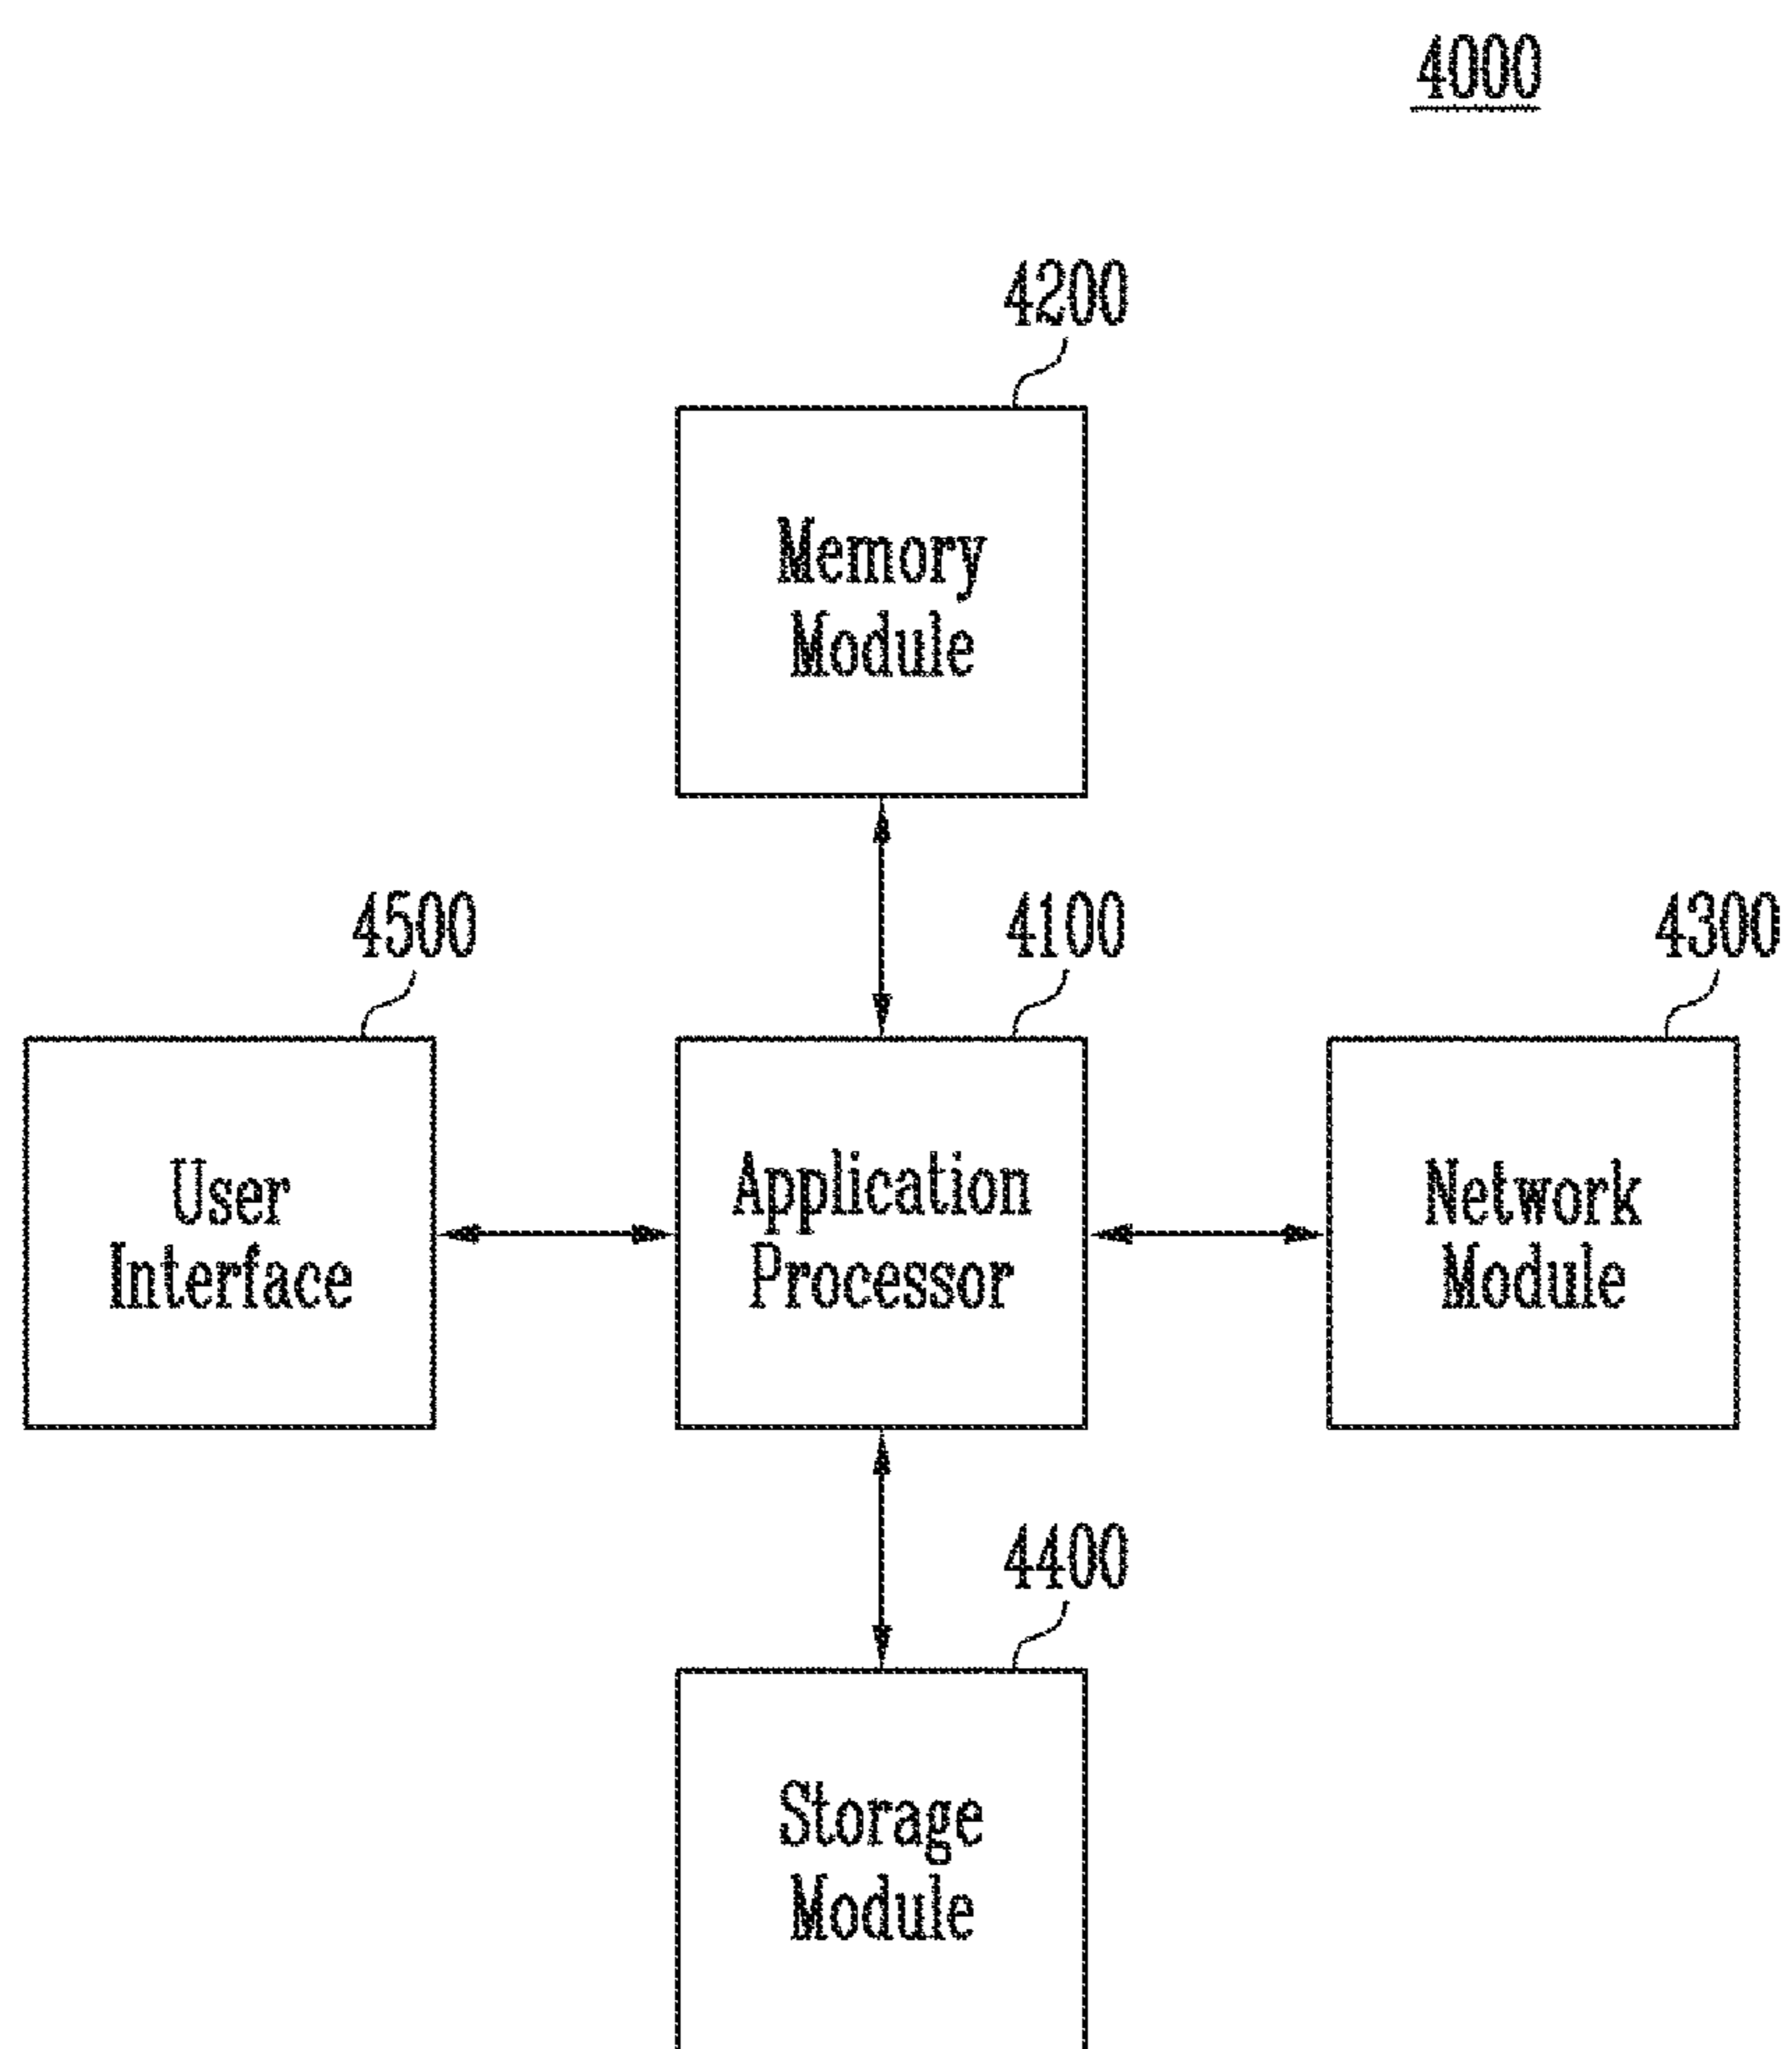 4000
4200
Memory
Module
4500
4100
4300
User
Interface
Application
Processor
Network
Module
4400
Storage
Module